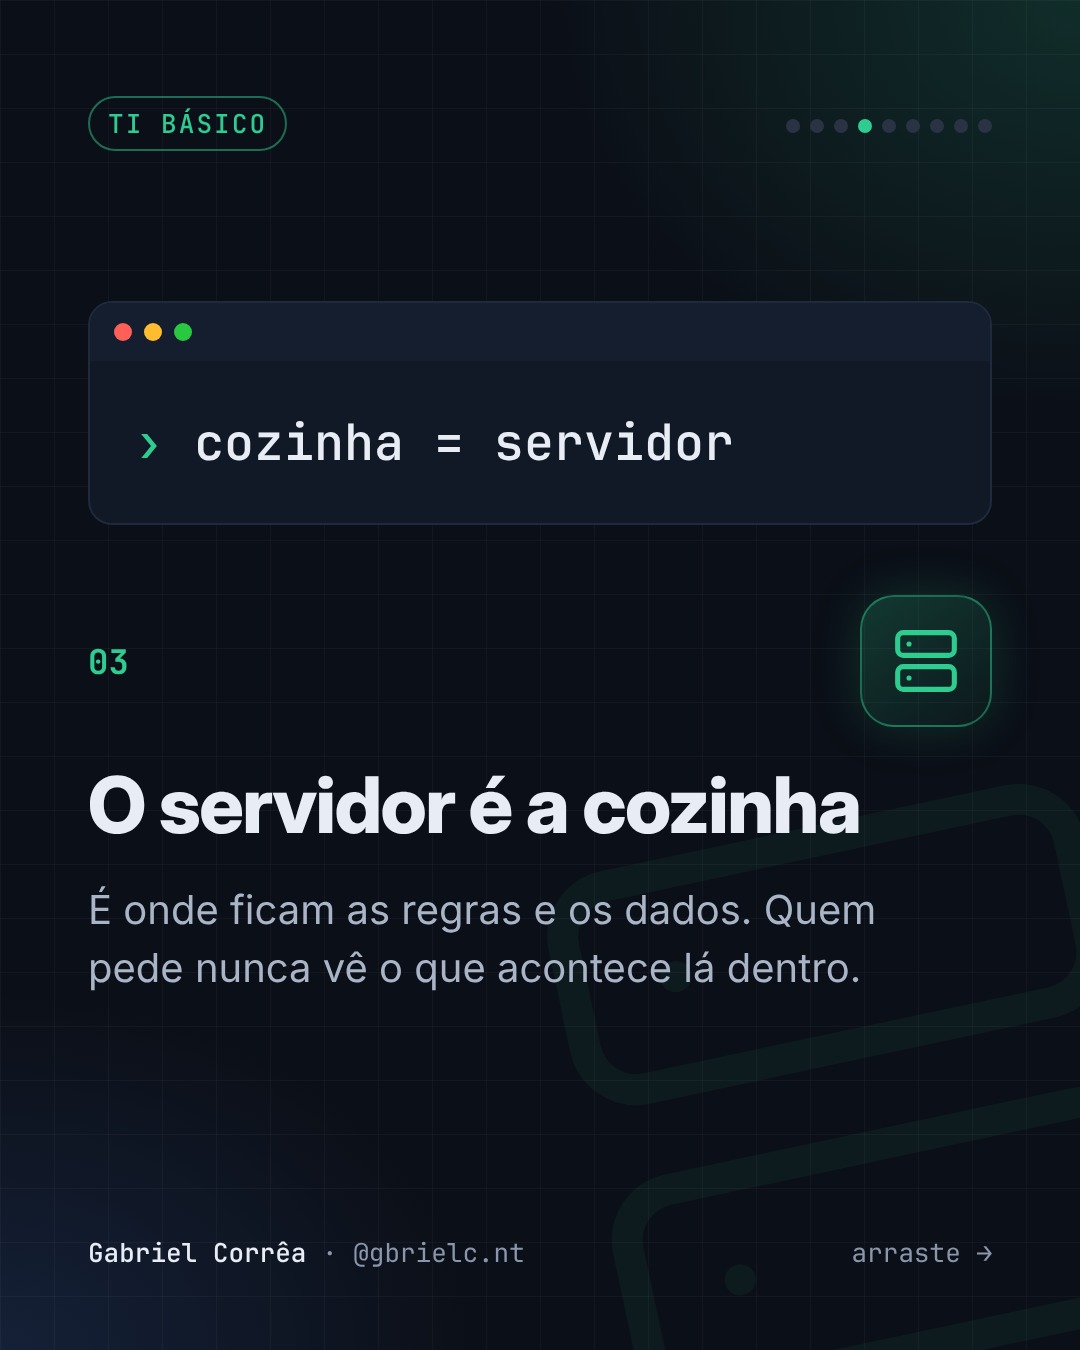 TI BÁSICO
› cozinha = servidor
03
O servidor é a cozinha
É onde ficam as regras e os dados. Quem
pede nunca vê o que acontece lá dentro.
Gabriel Corrêa · @gbrielc.nt
arraste →